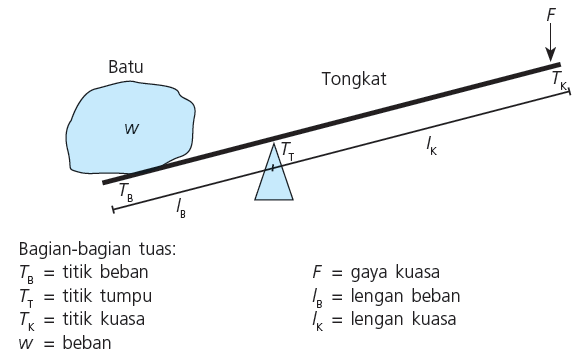 F
Batu
Tongkat
T_K
w
T_T
l_K
T_B
l_B
Bagian-bagian tuas:
T_B = titik beban
F = gaya kuasa
T_T = titik tumpu
l_B = lengan beban
T_K = titik kuasa
l_K = lengan kuasa
w = beban